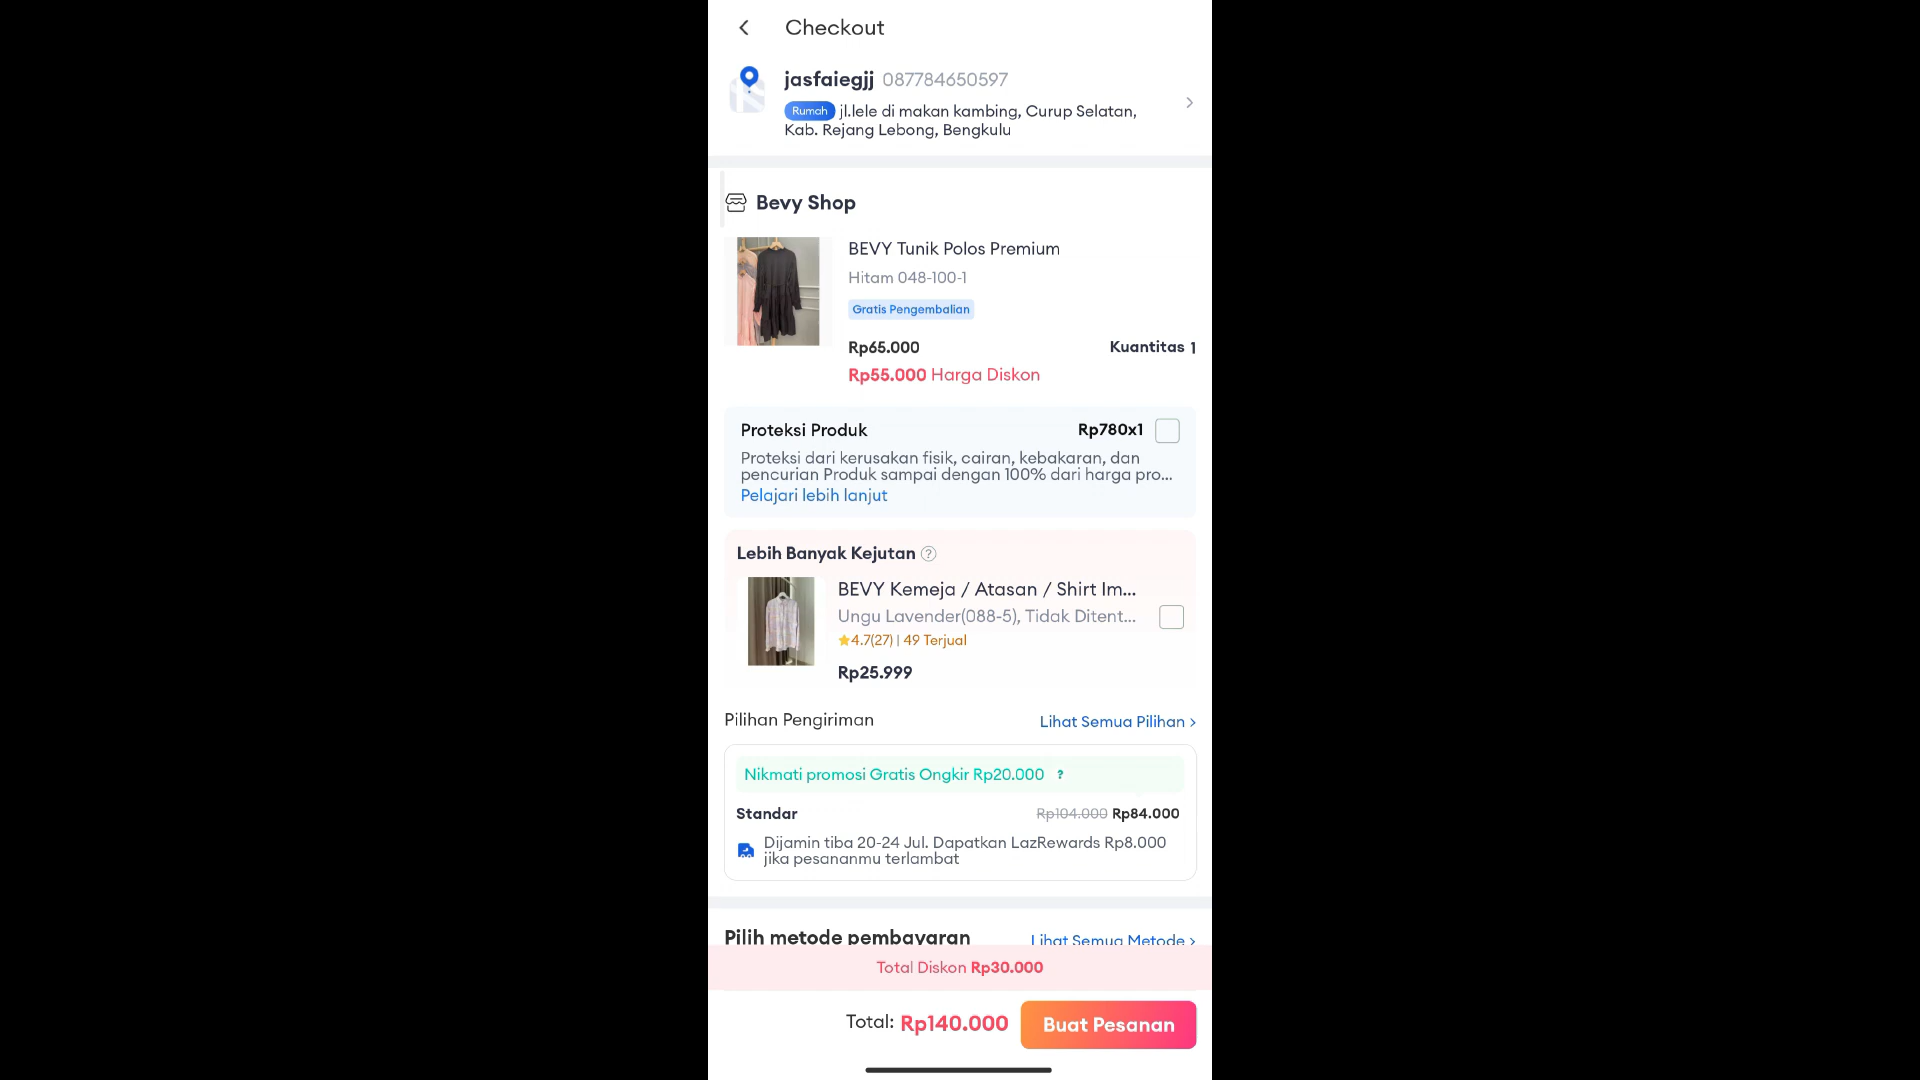 Checkout
jasfaiegjj 087784650597
Rumah jl.lele di makan kambing, Curup Selatan,
Kab. Rejang Lebong, Bengkulu
Bevy Shop
BEVY Tunik Polos Premium
Hitam 048-100-1
Gratis Pengembalian
Rp65.000 Kuantitas 1
Rp55.000 Harga Diskon
Proteksi Produk Rp780x1
Proteksi dari kerusakan fisik, cairan, kebakaran, dan
pencurian Produk sampai dengan 100% dari harga pro...
Pelajari lebih lanjut
Lebih Banyak Kejutan ?
BEVY Kemeja / Atasan / Shirt Im...
Ungu Lavender(088-5), Tidak Ditent...
4.7(27) | 49 Terjual
Rp25.999
Pilihan Pengiriman Lihat Semua Pilihan >
Nikmati promosi Gratis Ongkir Rp20.000 ?
Standar Rp104.000 Rp84.000
Dijamin tiba 20-24 Jul. Dapatkan LazRewards Rp8.000
jika pesananmu terlambat
Pilih metode pembayaran Lihat Semua Metode >
Total Diskon Rp30.000
Total: Rp140.000 Buat Pesanan